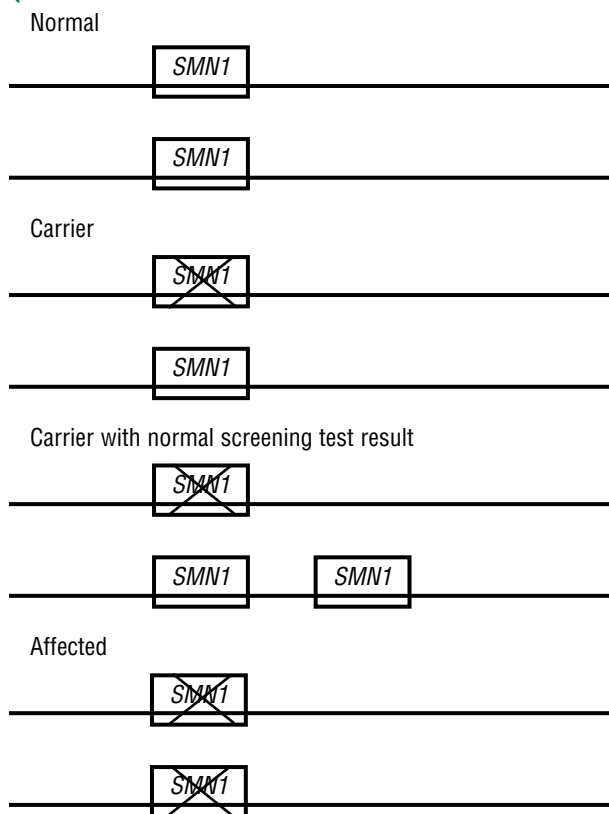 Normal
SMN1
SMN1
Carrier
SMN1
SMN1
Carrier with normal screening test result
SMN1
SMN1 SMN1
Affected
SMN1
SMN1